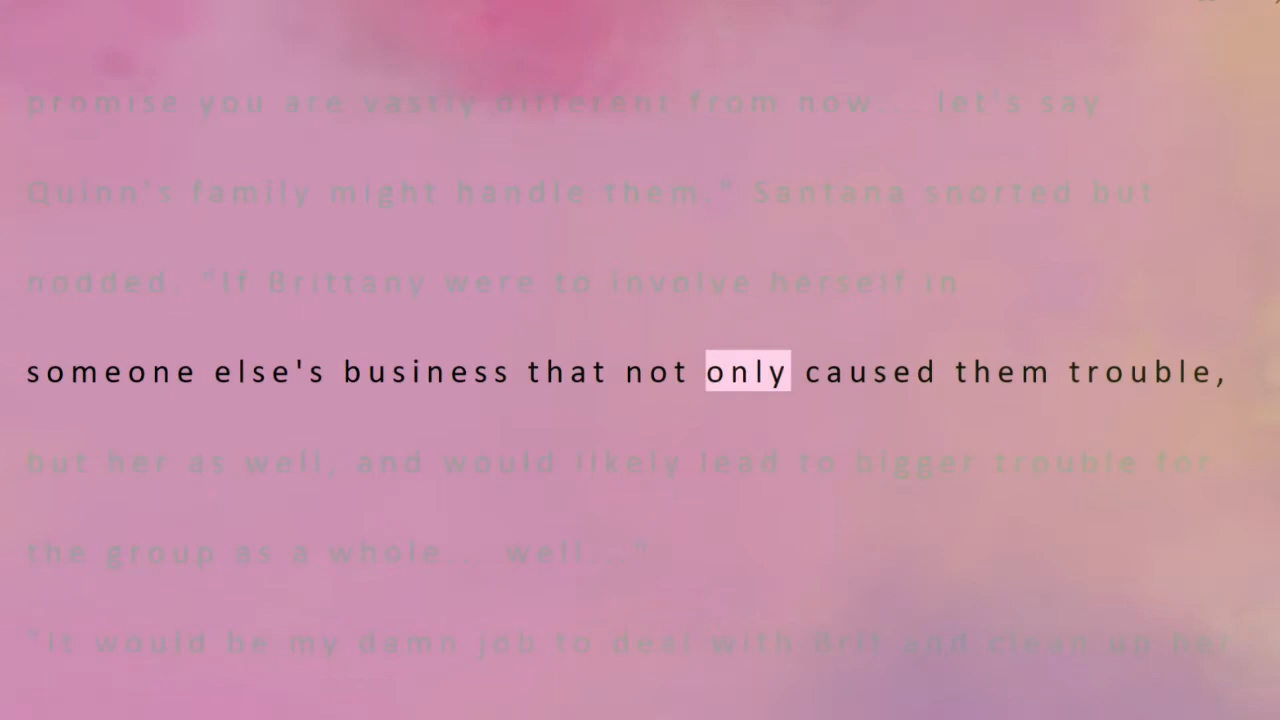 promise you are vastly different from now... let's say
Quinn's family might handle them." Santana snorted but
nodded. "If Brittany were to involve herself in
someone else's business that not only caused them trouble,
but her as well, and would likely lead to bigger trouble for
the group as a whole... well..."
"It would be my damn job to deal with Brit and clean up her